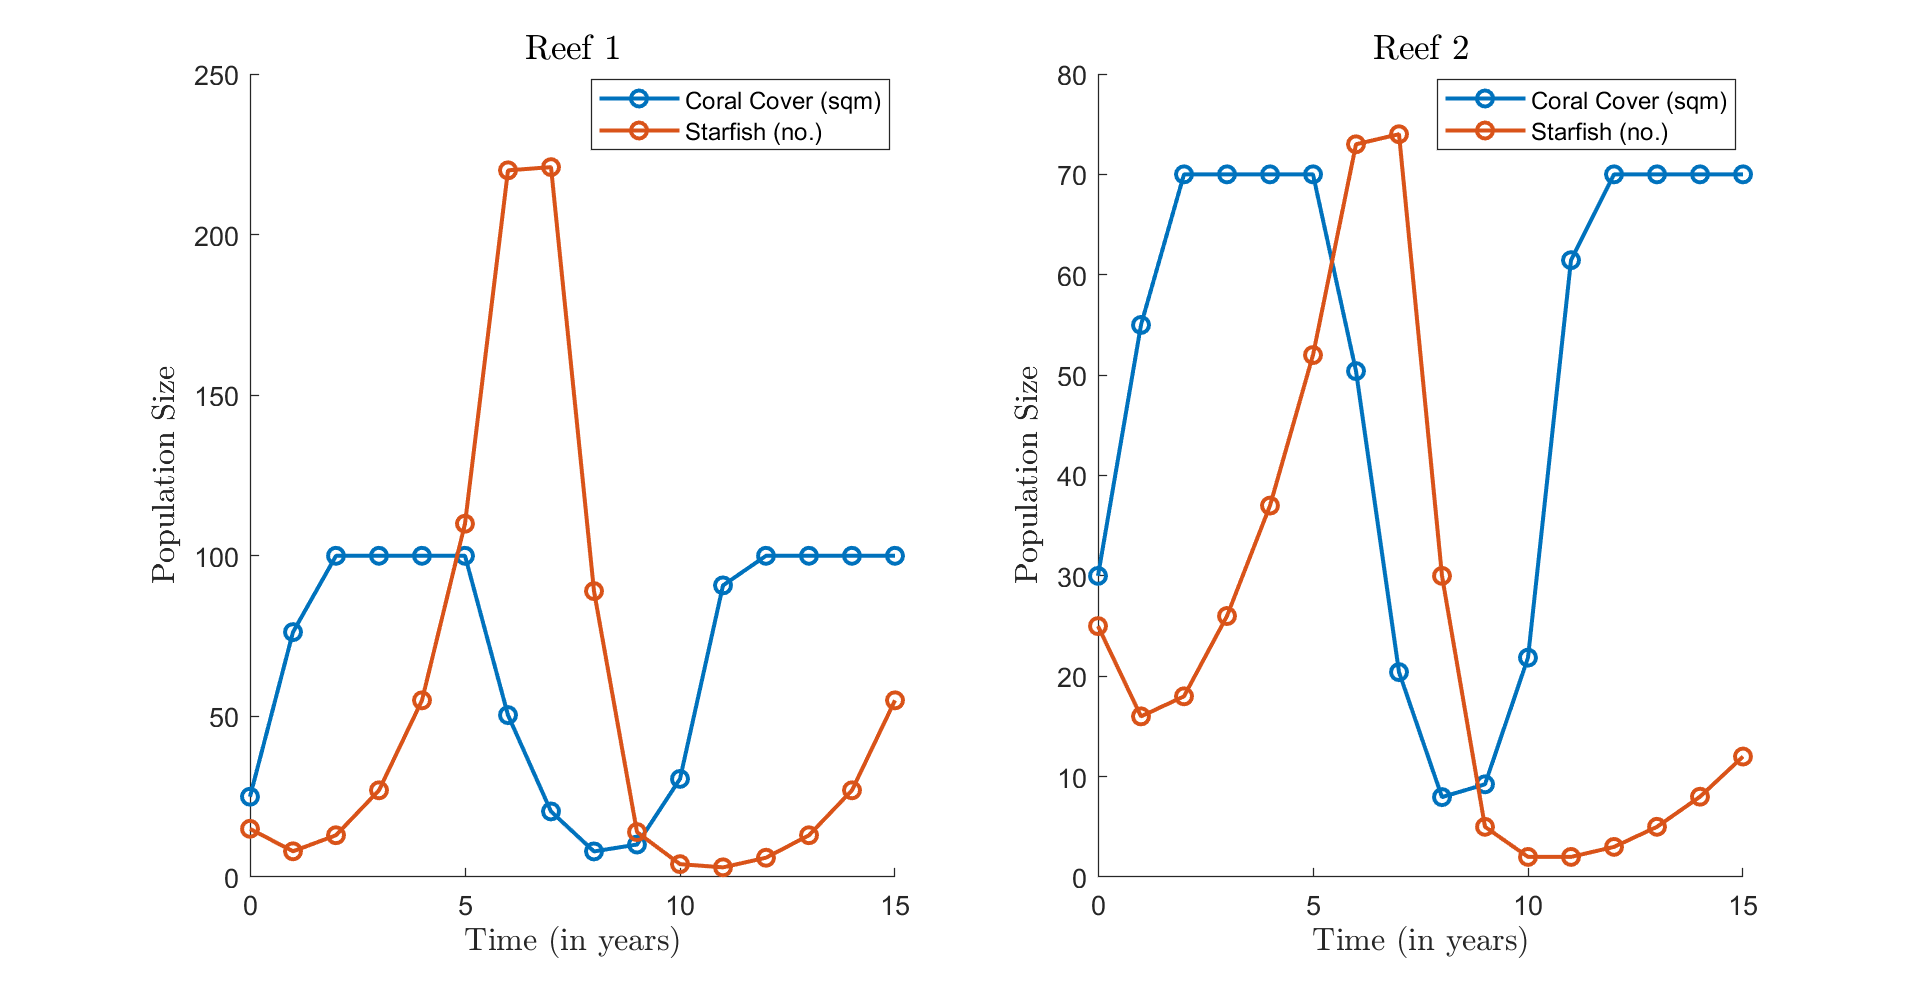 Reef 1
250
200
150
100
50
0
Population Size
Coral Cover (sqm)
Starfish (no.)
0 5 10 15
Time (in years)
Reef 2
80
70
60
50
40
30
20
10
0
Population Size
Coral Cover (sqm)
Starfish (no.)
0 5 10 15
Time (in years)